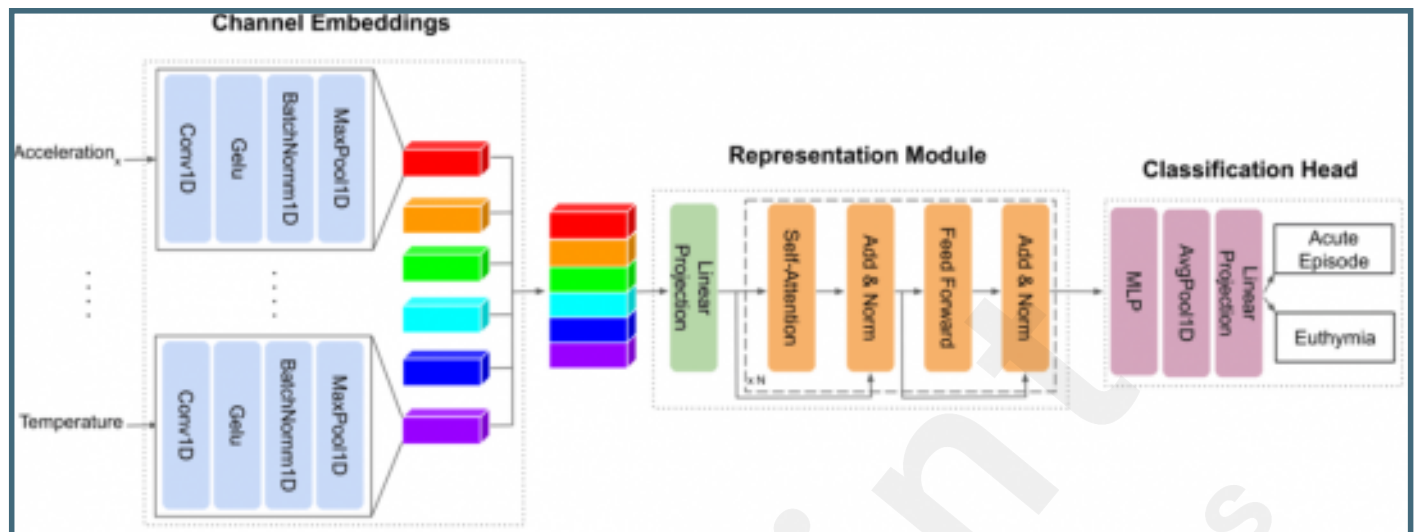 Channel Embeddings
Acceleration x
Conv1D
Gelu
BatchNorm1D
MaxPool1D
Temperature
Conv1D
Gelu
BatchNorm1D
MaxPool1D
Representation Module
Linear
Projection
Self-Attention
Add & Norm
Feed Forward
Add & Norm
x N
Classification Head
MLP
AvgPool1D
Linear
Projection
Acute
Episode
Euthymia